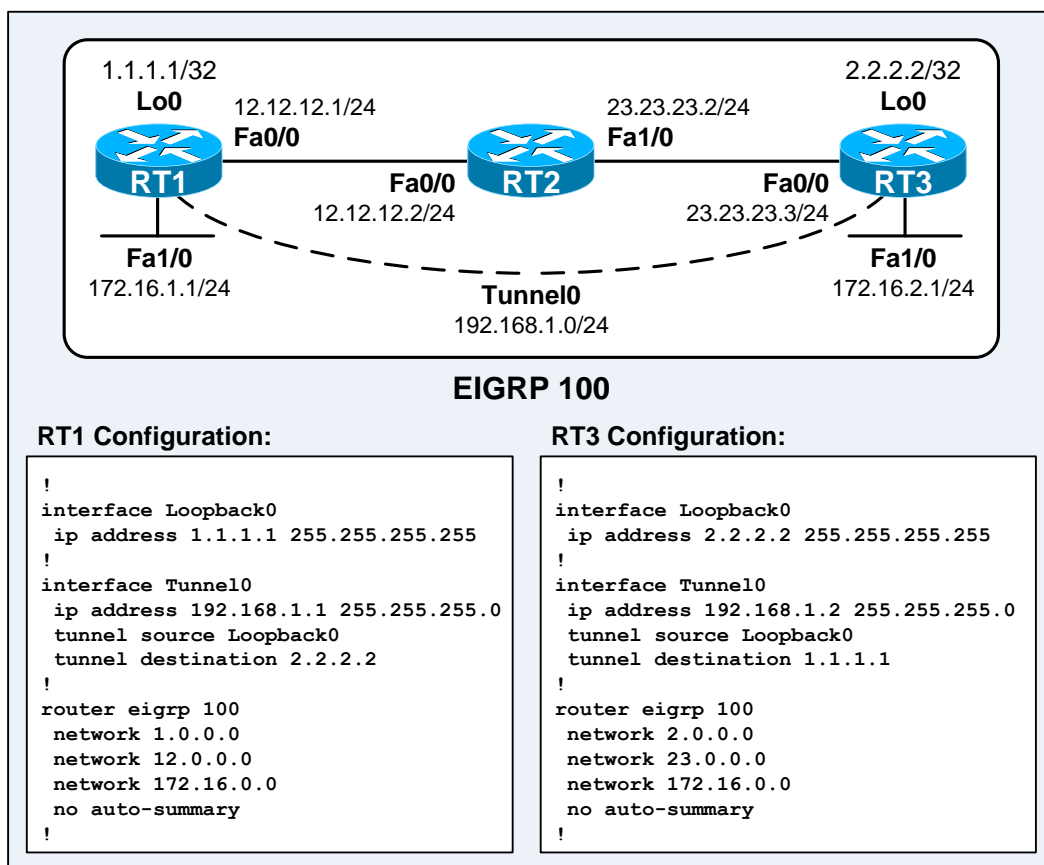 1.1.1.1/32
Lo0
12.12.12.1/24
Fa0/0
RT1
Fa0/0
12.12.12.2/24
RT2
23.23.23.2/24
Fa1/0
2.2.2.2/32
Lo0
Fa0/0
23.23.23.3/24
RT3
Fa1/0
172.16.1.1/24
Tunnel0
192.168.1.0/24
Fa1/0
172.16.2.1/24
EIGRP 100
RT1 Configuration:
!
interface Loopback0
 ip address 1.1.1.1 255.255.255.255
!
interface Tunnel0
 ip address 192.168.1.1 255.255.255.0
 tunnel source Loopback0
 tunnel destination 2.2.2.2
!
router eigrp 100
 network 1.0.0.0
 network 12.0.0.0
 network 172.16.0.0
 no auto-summary
!
RT3 Configuration:
!
interface Loopback0
 ip address 2.2.2.2 255.255.255.255
!
interface Tunnel0
 ip address 192.168.1.2 255.255.255.0
 tunnel source Loopback0
 tunnel destination 1.1.1.1
!
router eigrp 100
 network 2.0.0.0
 network 23.0.0.0
 network 172.16.0.0
 no auto-summary
!